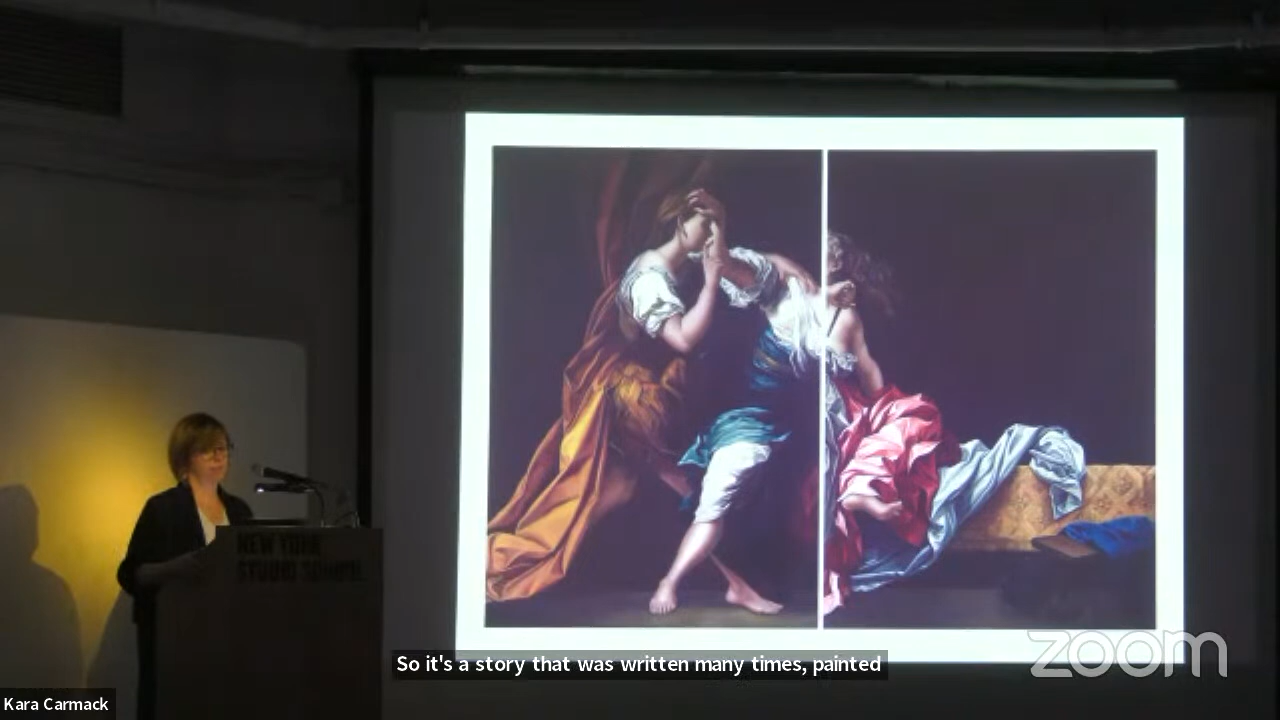 NEW YORK
STUDIO SCHOOL
So it's a story that was written many times, painted
zoom
Kara Carmack